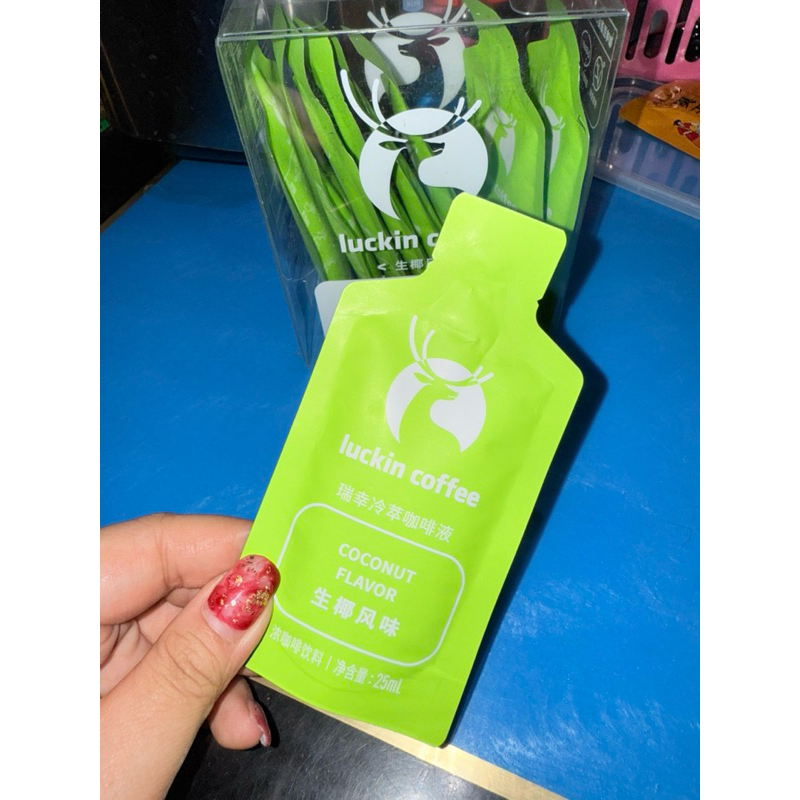 luckin c
< 生椰风
luckin coffee
瑞幸冷萃咖啡液
COCONUT
FLAVOR
生椰风味
浓咖啡饮料 | 净含量:25mL